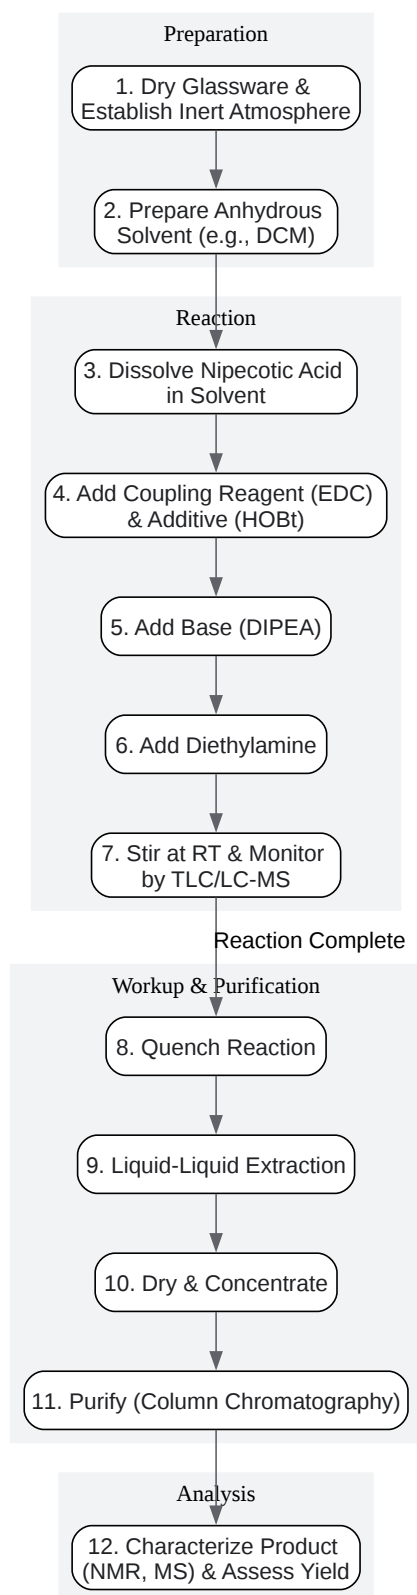 Preparation
1. Dry Glassware &
Establish Inert Atmosphere
2. Prepare Anhydrous
Solvent (e.g., DCM)
Reaction
3. Dissolve Nipecotic Acid
in Solvent
4. Add Coupling Reagent (EDC)
& Additive (HOBt)
5. Add Base (DIPEA)
6. Add Diethylamine
7. Stir at RT & Monitor
by TLC/LC-MS
Reaction Complete
Workup & Purification
8. Quench Reaction
9. Liquid-Liquid Extraction
10. Dry & Concentrate
11. Purify (Column Chromatography)
Analysis
12. Characterize Product
(NMR, MS) & Assess Yield